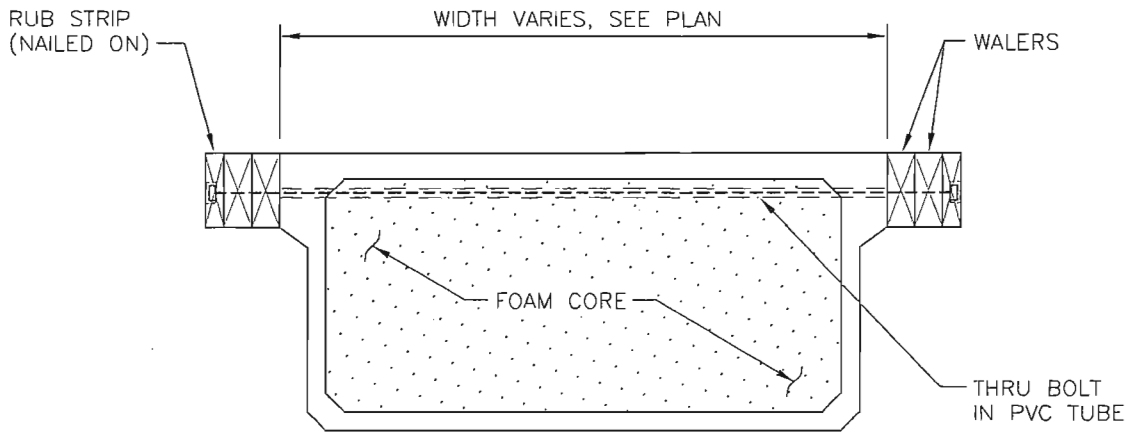 RUB STRIP
(NAILED ON)
WIDTH VARIES, SEE PLAN
WALERS
FOAM CORE
THRU BOLT
IN PVC TUBE